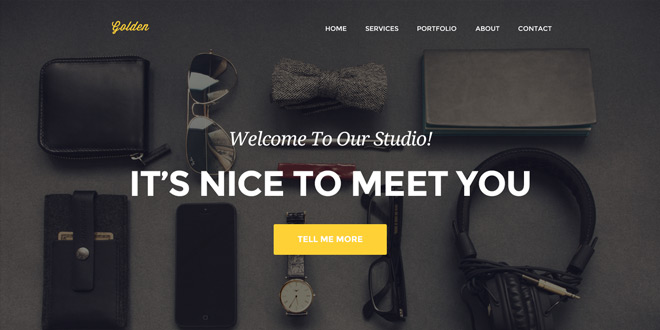 Golden
HOME SERVICES PORTFOLIO ABOUT CONTACT
Welcome To Our Studio!
IT'S NICE TO MEET YOU
TELL ME MORE